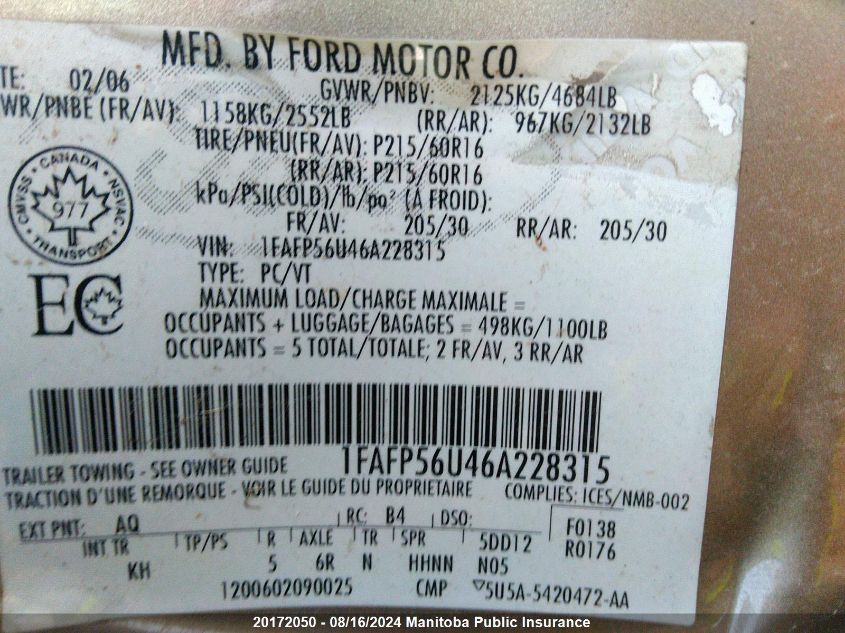 MFD. BY FORD MOTOR CO.
TE: 02/06 GVWR/PNBV: 2125KG/4684LB
WR/PNBE (FR/AV): 1158KG/2552LB (RR/AR): 967KG/2132LB
TIRE/PNEU(FR/AV): P215/60R16
(RR/AR): P215/60R16
kPa/PSI(COLD)/lb/po² (À FROID):
FR/AV: 205/30 RR/AR: 205/30
CANADA
CMVSS NSVAC
977
TRANSPORT
VIN: 1FAFP56U46A228315
TYPE: PC/VT
EC
MAXIMUM LOAD/CHARGE MAXIMALE =
OCCUPANTS + LUGGAGE/BAGAGES = 498KG/1100LB
OCCUPANTS = 5 TOTAL/TOTALE; 2 FR/AV, 3 RR/AR
1FAFP56U46A228315
TRAILER TOWING - SEE OWNER GUIDE
TRACTION D'UNE REMORQUE - VOIR LE GUIDE DU PROPRIETAIRE
COMPLIES: ICES/NMB-002
EXT PNT: AQ RC: B4 DSO: F0138
INT TR TP/PS R AXLE TR SPR 5DD12 R0176
KH 5 6R N HHNN N05
1200602090025 CMP 5U5A-5420472-AA
20172050 - 08/16/2024 Manitoba Public Insurance